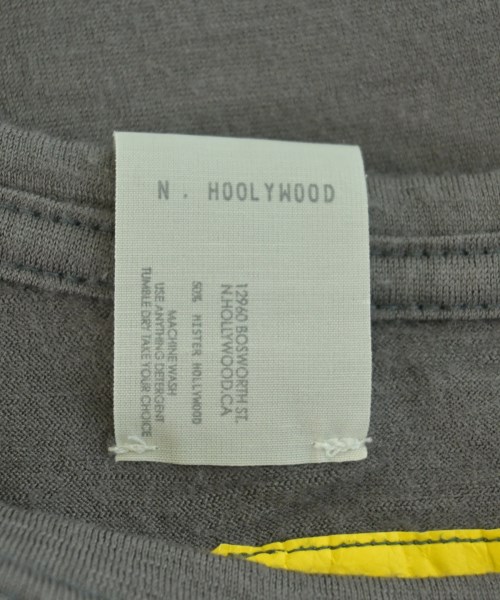 N. HOOLYWOOD
12960 BOSWORTH ST.
N.HOLLYWOOD.CA
50% MISTER HOLLYWOOD
MACHINE WASH
USE ANYTHING DETERGENT
TUMBLE DRY TAKE YOUR CHOICE